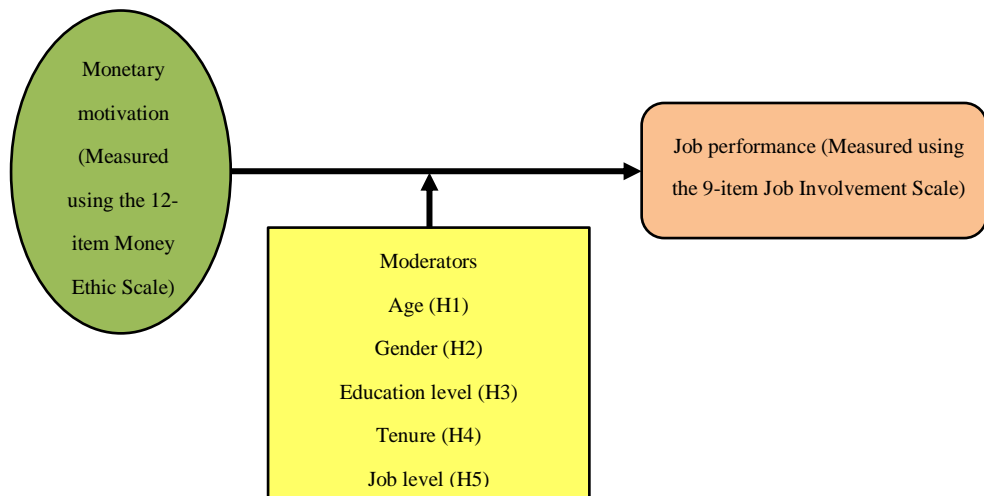 Monetary
motivation
(Measured
using the 12-
item Money
Ethic Scale)
Job performance (Measured using
the 9-item Job Involvement Scale)
Moderators
Age (H1)
Gender (H2)
Education level (H3)
Tenure (H4)
Job level (H5)